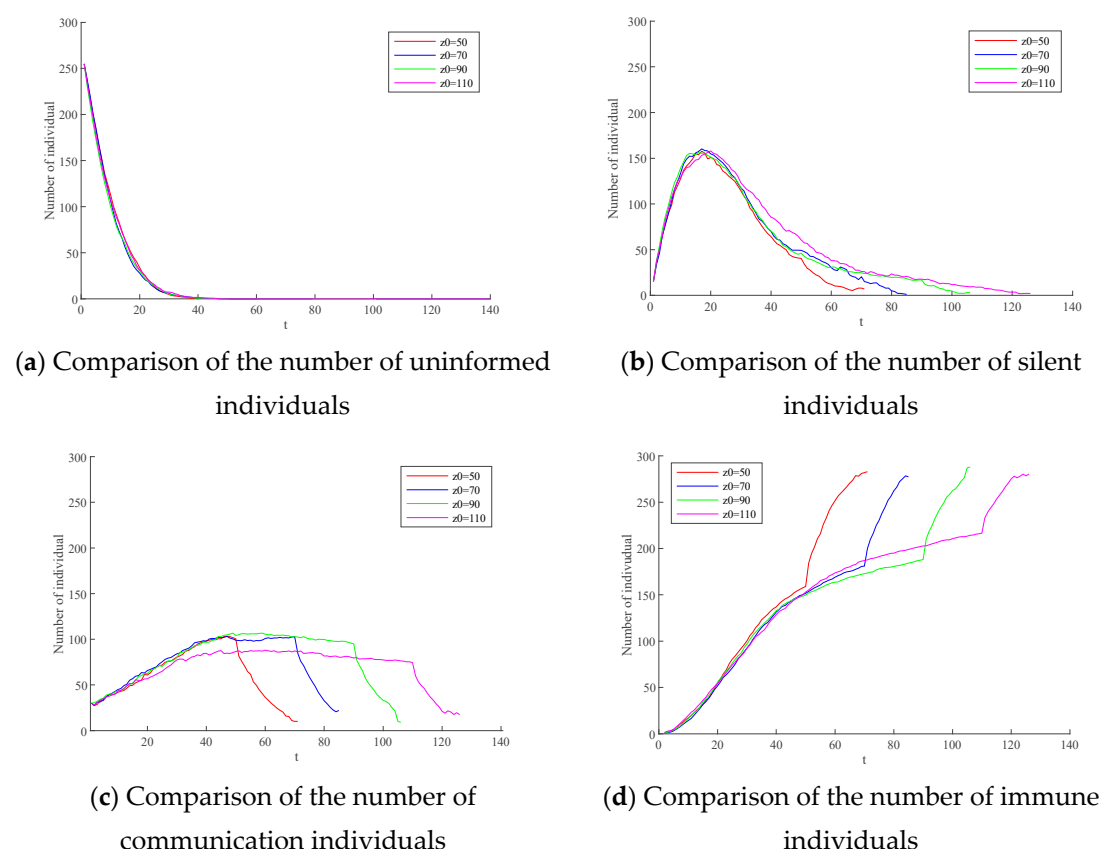 300
250
200
150
100
50
0
Number of individual
0 20 40 60 80 100 120 140
t
z0=50
z0=70
z0=90
z0=110
(a) Comparison of the number of uninformed
individuals
300
250
200
150
100
50
0
Number of individual
0 20 40 60 80 100 120 140
t
z0=50
z0=70
z0=90
z0=110
(b) Comparison of the number of silent
individuals
300
250
200
150
100
50
0
Number of individual
20 40 60 80 100 120 140
t
z0=50
z0=70
z0=90
z0=110
(c) Comparison of the number of
communication individuals
300
250
200
150
100
50
0
Number of indivudual
0 20 40 60 80 100 120 140
t
z0=50
z0=70
z0=90
z0=110
(d) Comparison of the number of immune
individuals